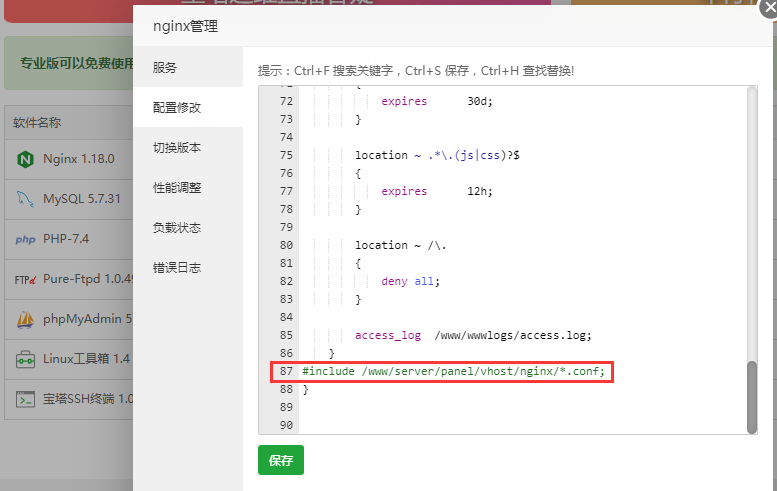 nginx管理
专业版可以免费使用
服务
提示：Ctrl+F 搜索关键字，Ctrl+S 保存，Ctrl+H 查找替换!
软件名称
配置修改
切换版本
性能调整
负载状态
错误日志
Nginx 1.18.0
MySQL 5.7.31
php PHP-7.4
FTPd Pure-Ftpd 1.0.49
phpMyAdmin 5
Linux工具箱 1.4
宝塔SSH终端 1.0
72 expires 30d;
73 }
74
75 location ~ .*\.(js|css)?$
76 {
77 expires 12h;
78 }
79
80 location ~ /\.
81 {
82 deny all;
83 }
84
85 access_log /www/wwwlogs/access.log;
86 }
87 #include /www/server/panel/vhost/nginx/*.conf;
88 }
89
90
保存